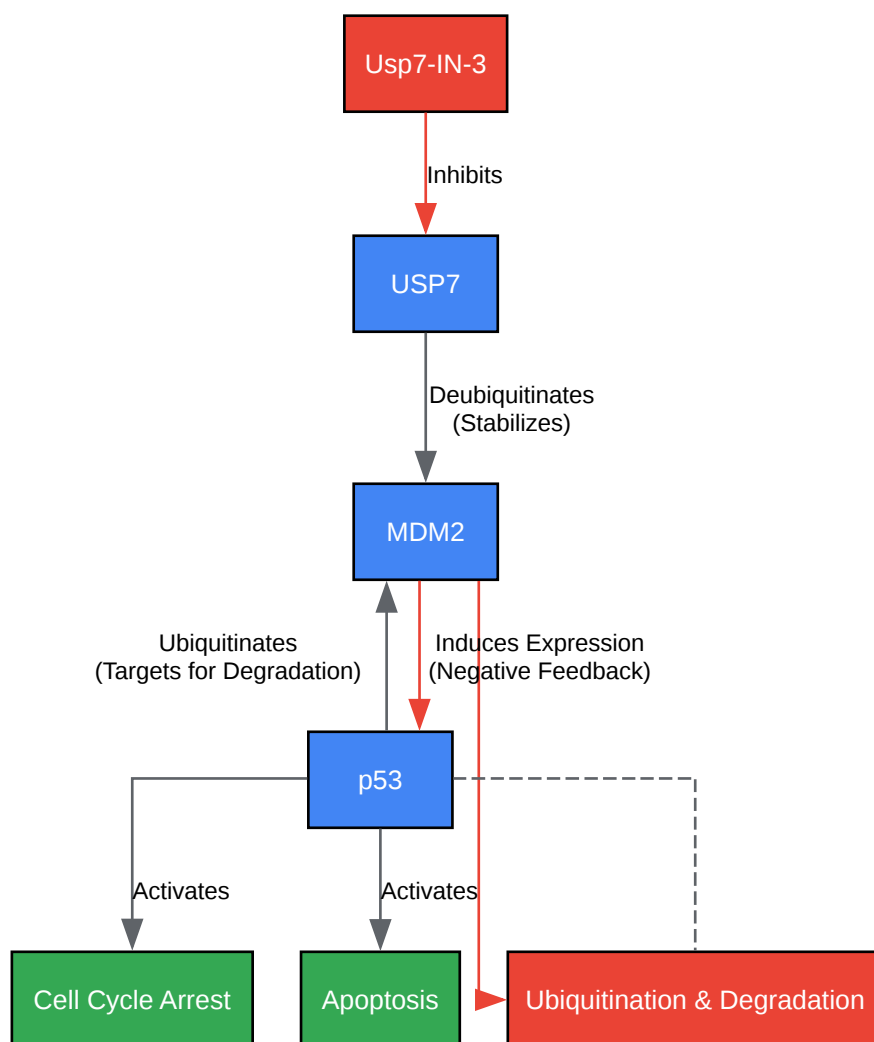 Usp7-IN-3
Inhibits
USP7
Deubiquitinates
(Stabilizes)
MDM2
Ubiquitinates
(Targets for Degradation)
Induces Expression
(Negative Feedback)
p53
Activates
Activates
Cell Cycle Arrest
Apoptosis
Ubiquitination & Degradation